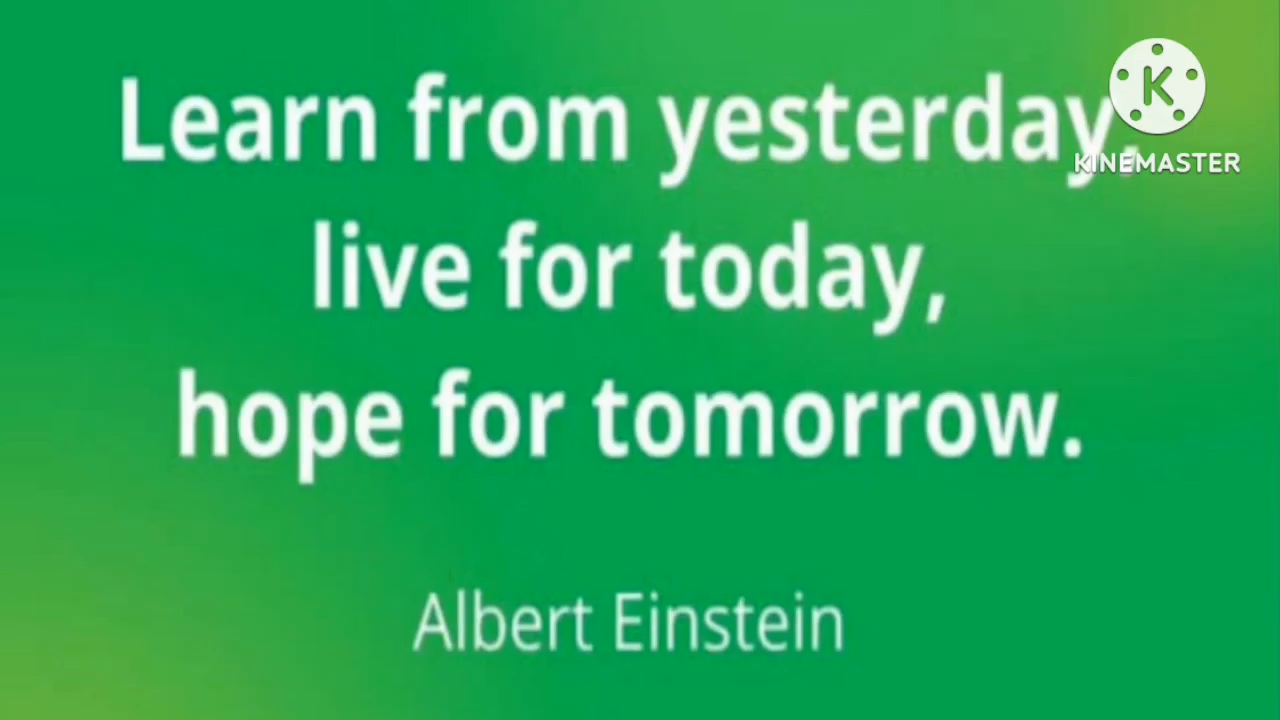 Learn from yesterday,
live for today,
hope for tomorrow.
Albert Einstein
K
KINEMASTER